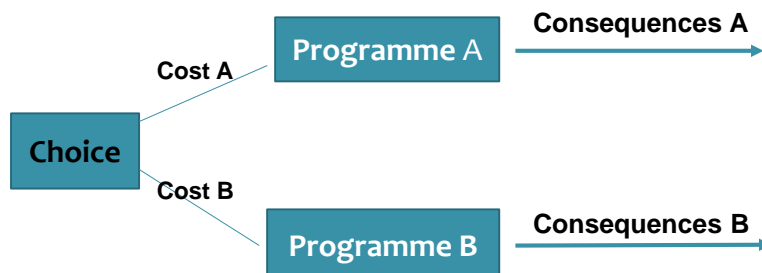 Consequences A
Programme A
Cost A
Choice
Cost B
Consequences B
Programme B